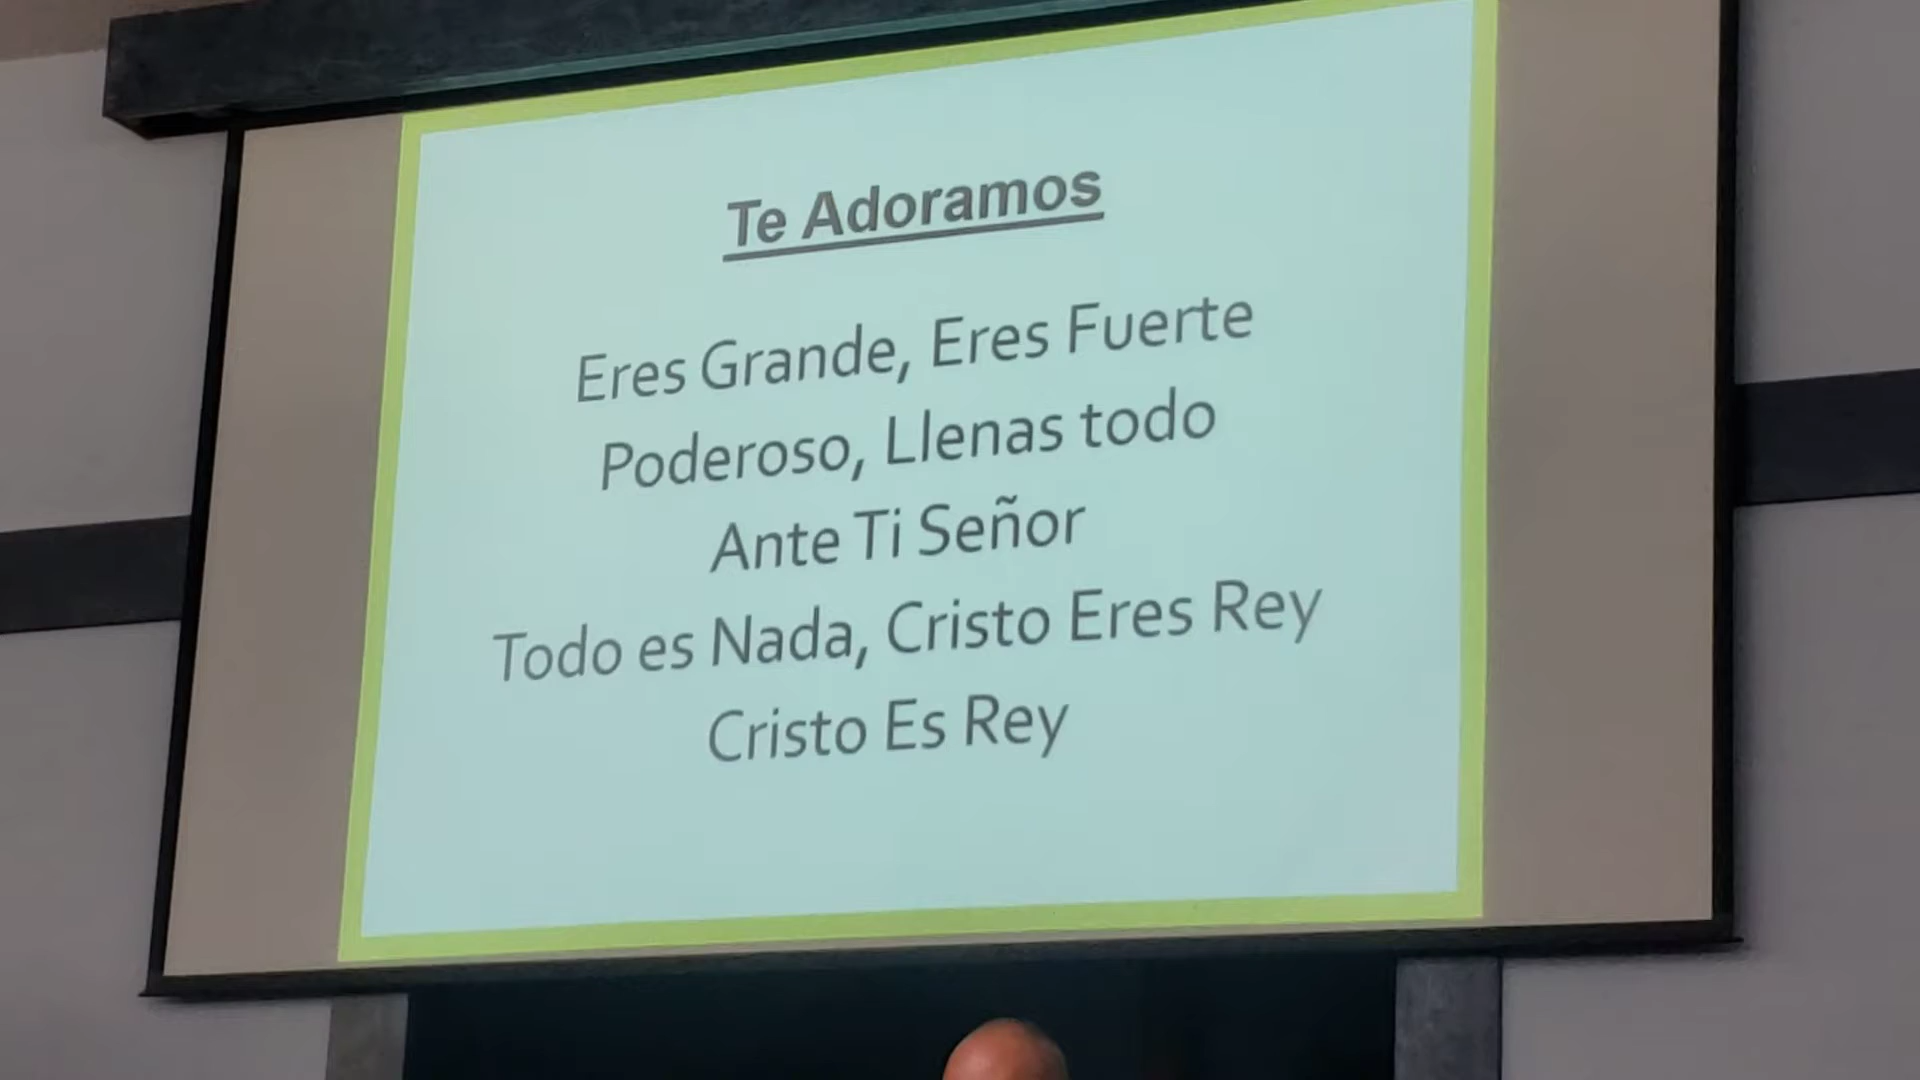 Te Adoramos
Eres Grande, Eres Fuerte
Poderoso, Llenas todo
Ante Ti Señor
Todo es Nada, Cristo Eres Rey
Cristo Es Rey